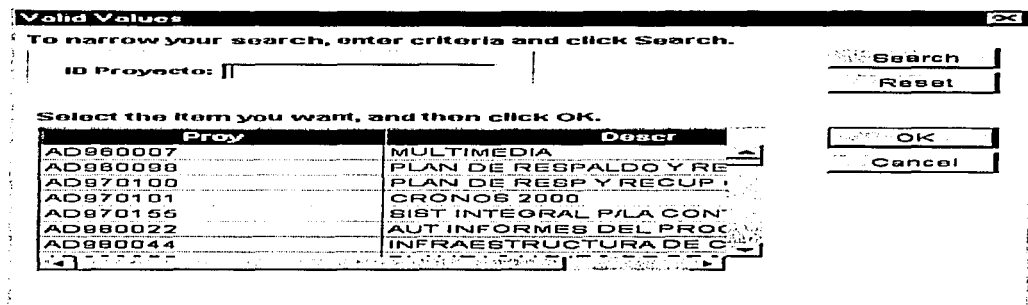 Valid Values
To narrow your search, enter criteria and click Search.
ID Proyecto:
Search
Reset
Select the item you want, and then click OK.
Proy Descr
AD960007 MULTIMEDIA
AD960098 PLAN DE RESPALDO Y RE
AD970100 PLAN DE RESP Y RECUP
AD970101 CRONOS 2000
AD970155 SIST INTEGRAL P/LA CON
AD980022 AUT INFORMES DEL PROC
AD980044 INFRAESTRUCTURA DE C
OK
Cancel